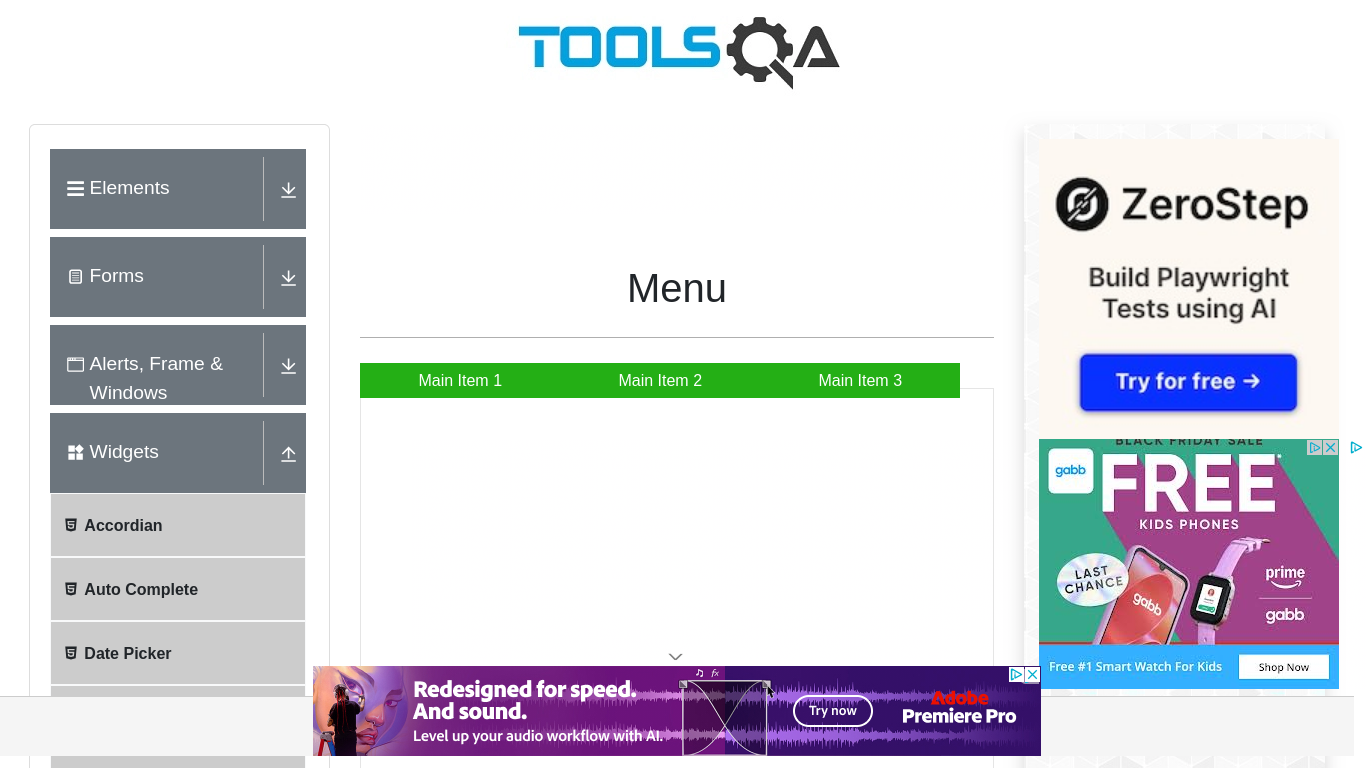 TOOLSQA
Elements
Forms
Alerts, Frame &
Windows
Widgets
Accordian
Auto Complete
Date Picker
Menu
Main Item 1
Main Item 2
Main Item 3
ZeroStep
Build Playwright
Tests using AI
Try for free →
BLACK FRIDAY SALE
gabb
FREE
KIDS PHONES
LAST
CHANCE
gabb
prime
gabb
Free #1 Smart Watch For Kids
Shop Now
Redesigned for speed.
And sound.
Level up your audio workflow with AI.
fx
Try now
Adobe
Premiere Pro